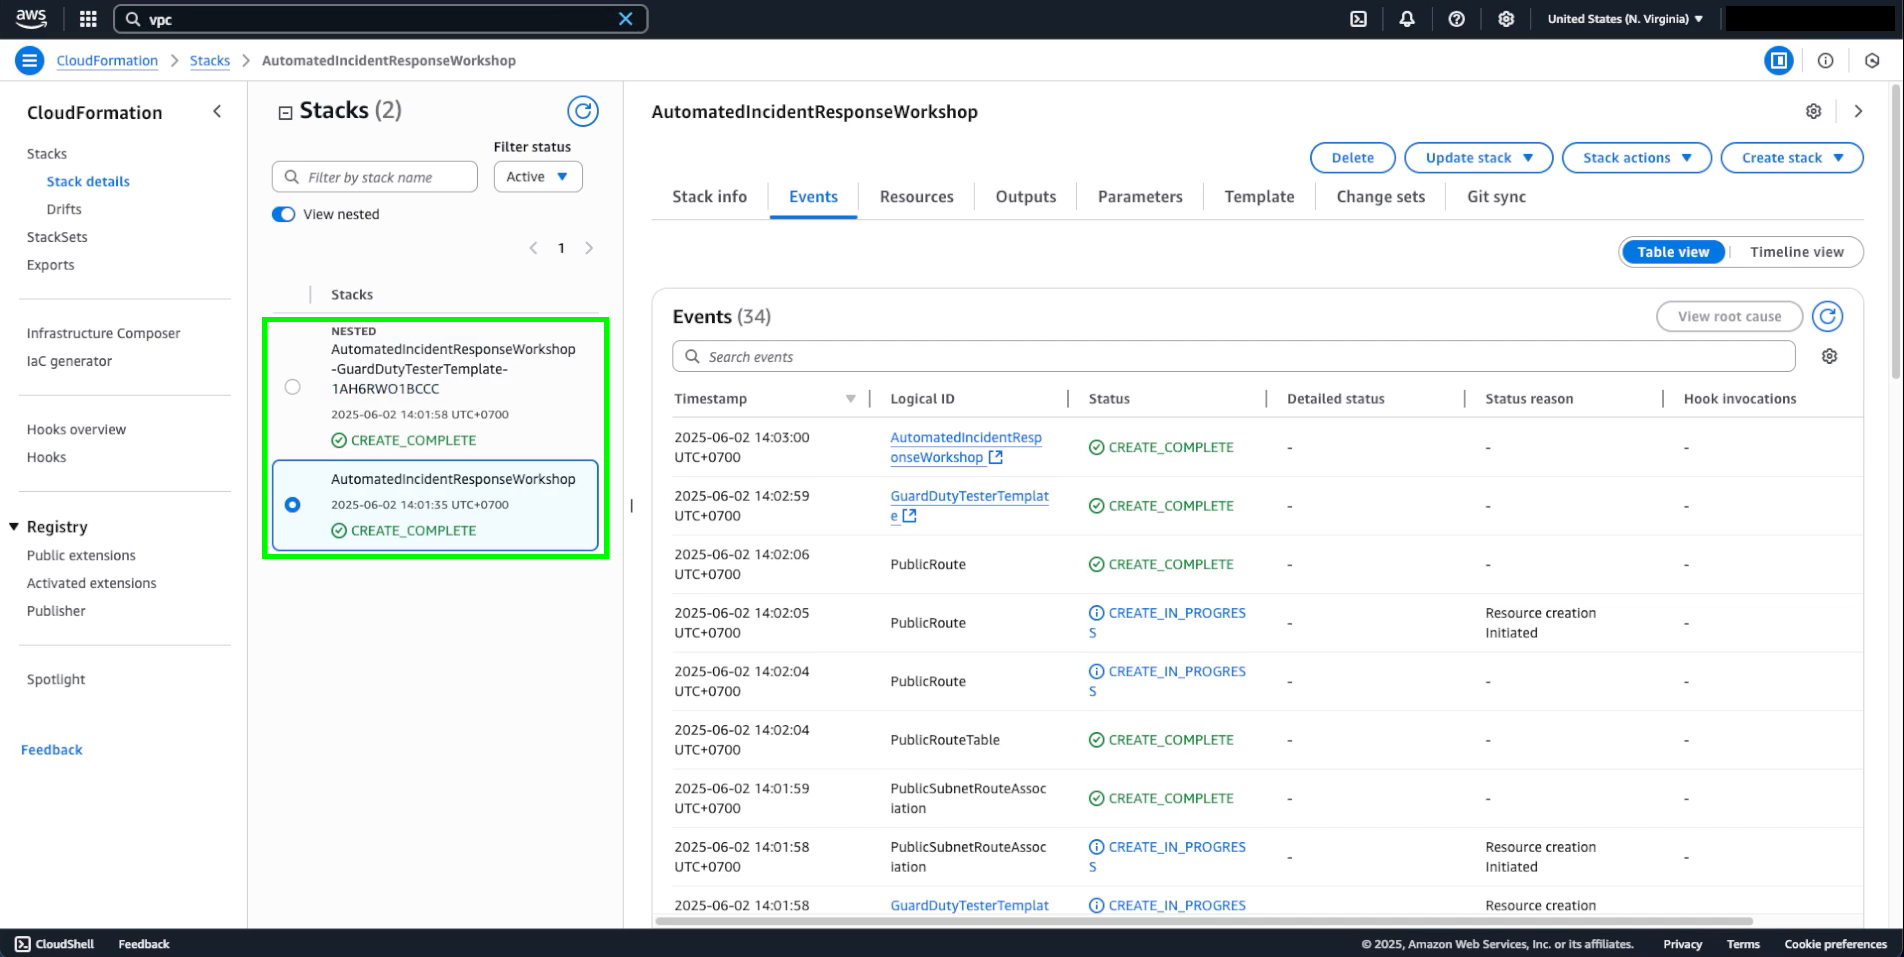 aws
vpc
United States (N. Virginia) ▼
CloudFormation > Stacks > AutomatedIncidentResponseWorkshop
CloudFormation
Stacks
Stack details
Drifts
StackSets
Exports
Infrastructure Composer
IaC generator
Hooks overview
Hooks
Registry
Public extensions
Activated extensions
Publisher
Spotlight
Feedback
Stacks (2)
Filter status
Filter by stack name
Active
View nested
1
Stacks
NESTED
AutomatedIncidentResponseWorkshop
-GuardDutyTesterTemplate-
1AH6RWO1BCCC
2025-06-02 14:01:58 UTC+0700
CREATE_COMPLETE
AutomatedIncidentResponseWorkshop
2025-06-02 14:01:35 UTC+0700
CREATE_COMPLETE
AutomatedIncidentResponseWorkshop
Delete
Update stack
Stack actions
Create stack
Stack info
Events
Resources
Outputs
Parameters
Template
Change sets
Git sync
Table view
Timeline view
Events (34)
View root cause
Search events
Timestamp Logical ID Status Detailed status Status reason Hook invocations
2025-06-02 14:03:00 AutomatedIncidentResp
UTC+0700 onseWorkshop CREATE_COMPLETE - - -
2025-06-02 14:02:59 GuardDutyTesterTemplat
UTC+0700 e CREATE_COMPLETE - - -
2025-06-02 14:02:06
UTC+0700 PublicRoute CREATE_COMPLETE - - -
2025-06-02 14:02:05 CREATE_IN_PROGRES Resource creation
UTC+0700 PublicRoute S - Initiated -
2025-06-02 14:02:04 CREATE_IN_PROGRES
UTC+0700 PublicRoute S - - -
2025-06-02 14:02:04
UTC+0700 PublicRouteTable CREATE_COMPLETE - - -
2025-06-02 14:01:59 PublicSubnetRouteAssoc
UTC+0700 iation CREATE_COMPLETE - - -
2025-06-02 14:01:58 PublicSubnetRouteAssoc CREATE_IN_PROGRES Resource creation
UTC+0700 iation S - Initiated -
2025-06-02 14:01:58 GuardDutyTesterTemplat CREATE_IN_PROGRES Resource creation
CloudShell Feedback
© 2025, Amazon Web Services, Inc. or its affiliates. Privacy Terms Cookie preferences